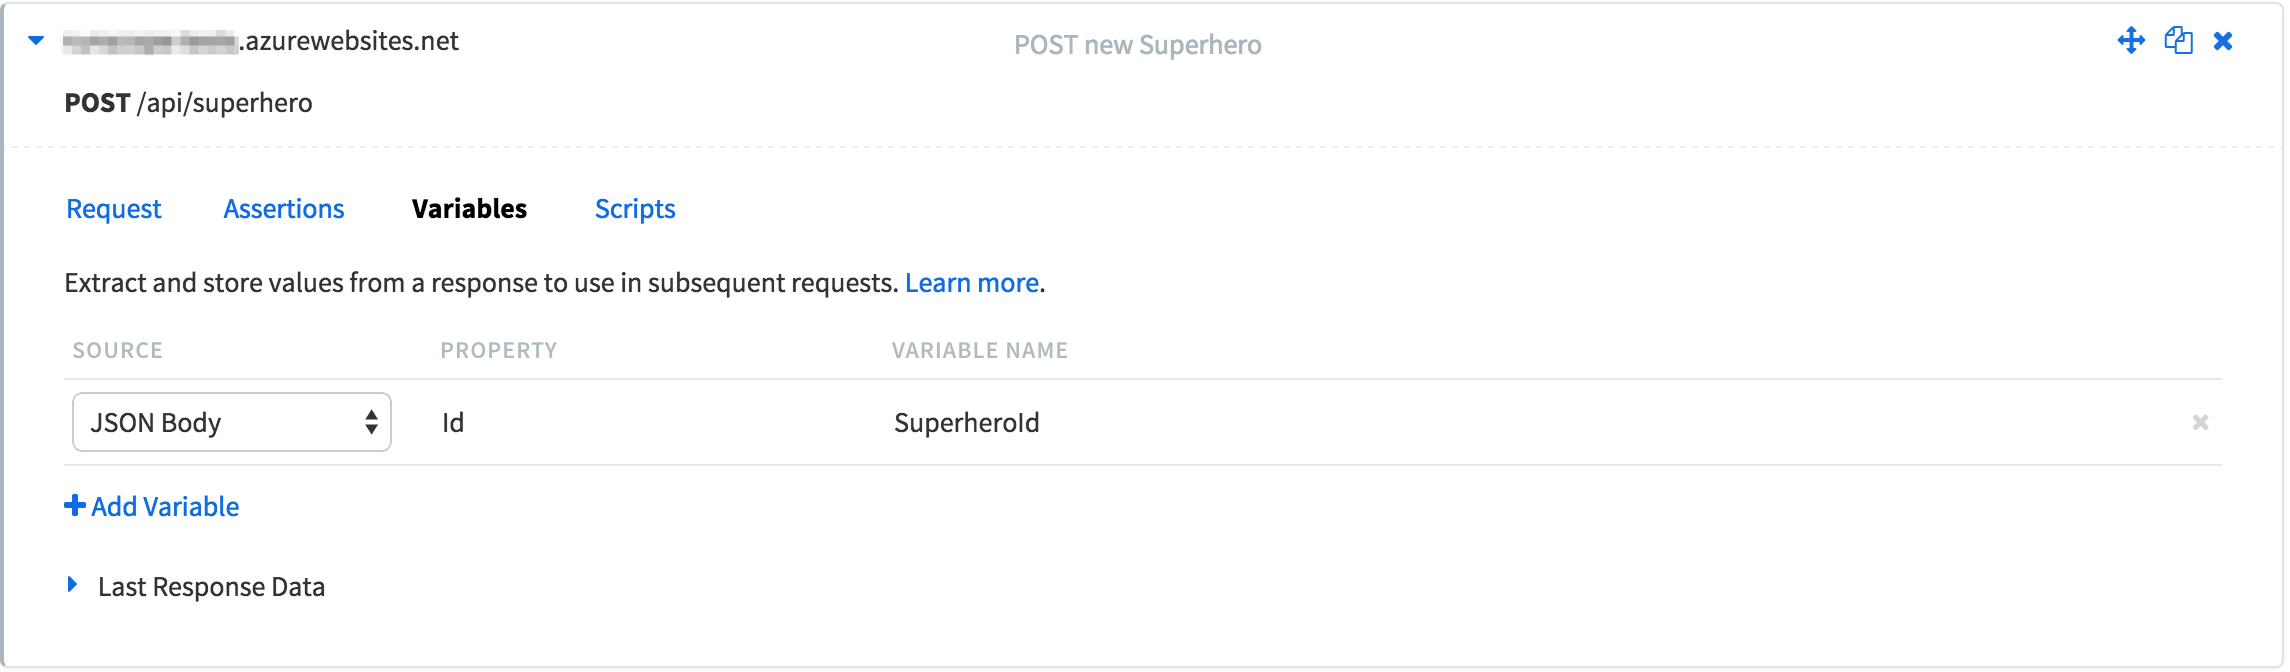 .azurewebsites.net
POST new Superhero
POST /api/superhero
Request Assertions Variables Scripts
Extract and store values from a response to use in subsequent requests. Learn more.
SOURCE PROPERTY VARIABLE NAME
JSON Body Id SuperheroId
Add Variable
Last Response Data